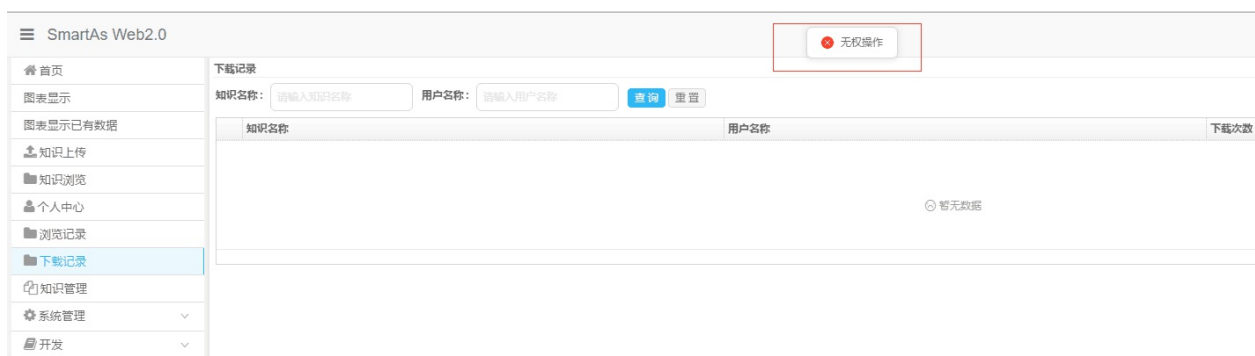 SmartAs Web2.0
无权操作
首页
图表显示
图表显示已有数据
知识上传
知识浏览
个人中心
浏览记录
下载记录
知识管理
系统管理
开发
下载记录
知识名称： 请输入知识名称 用户名称： 请输入用户名称 查询 重置
知识名称 用户名称 下载次数
暂无数据